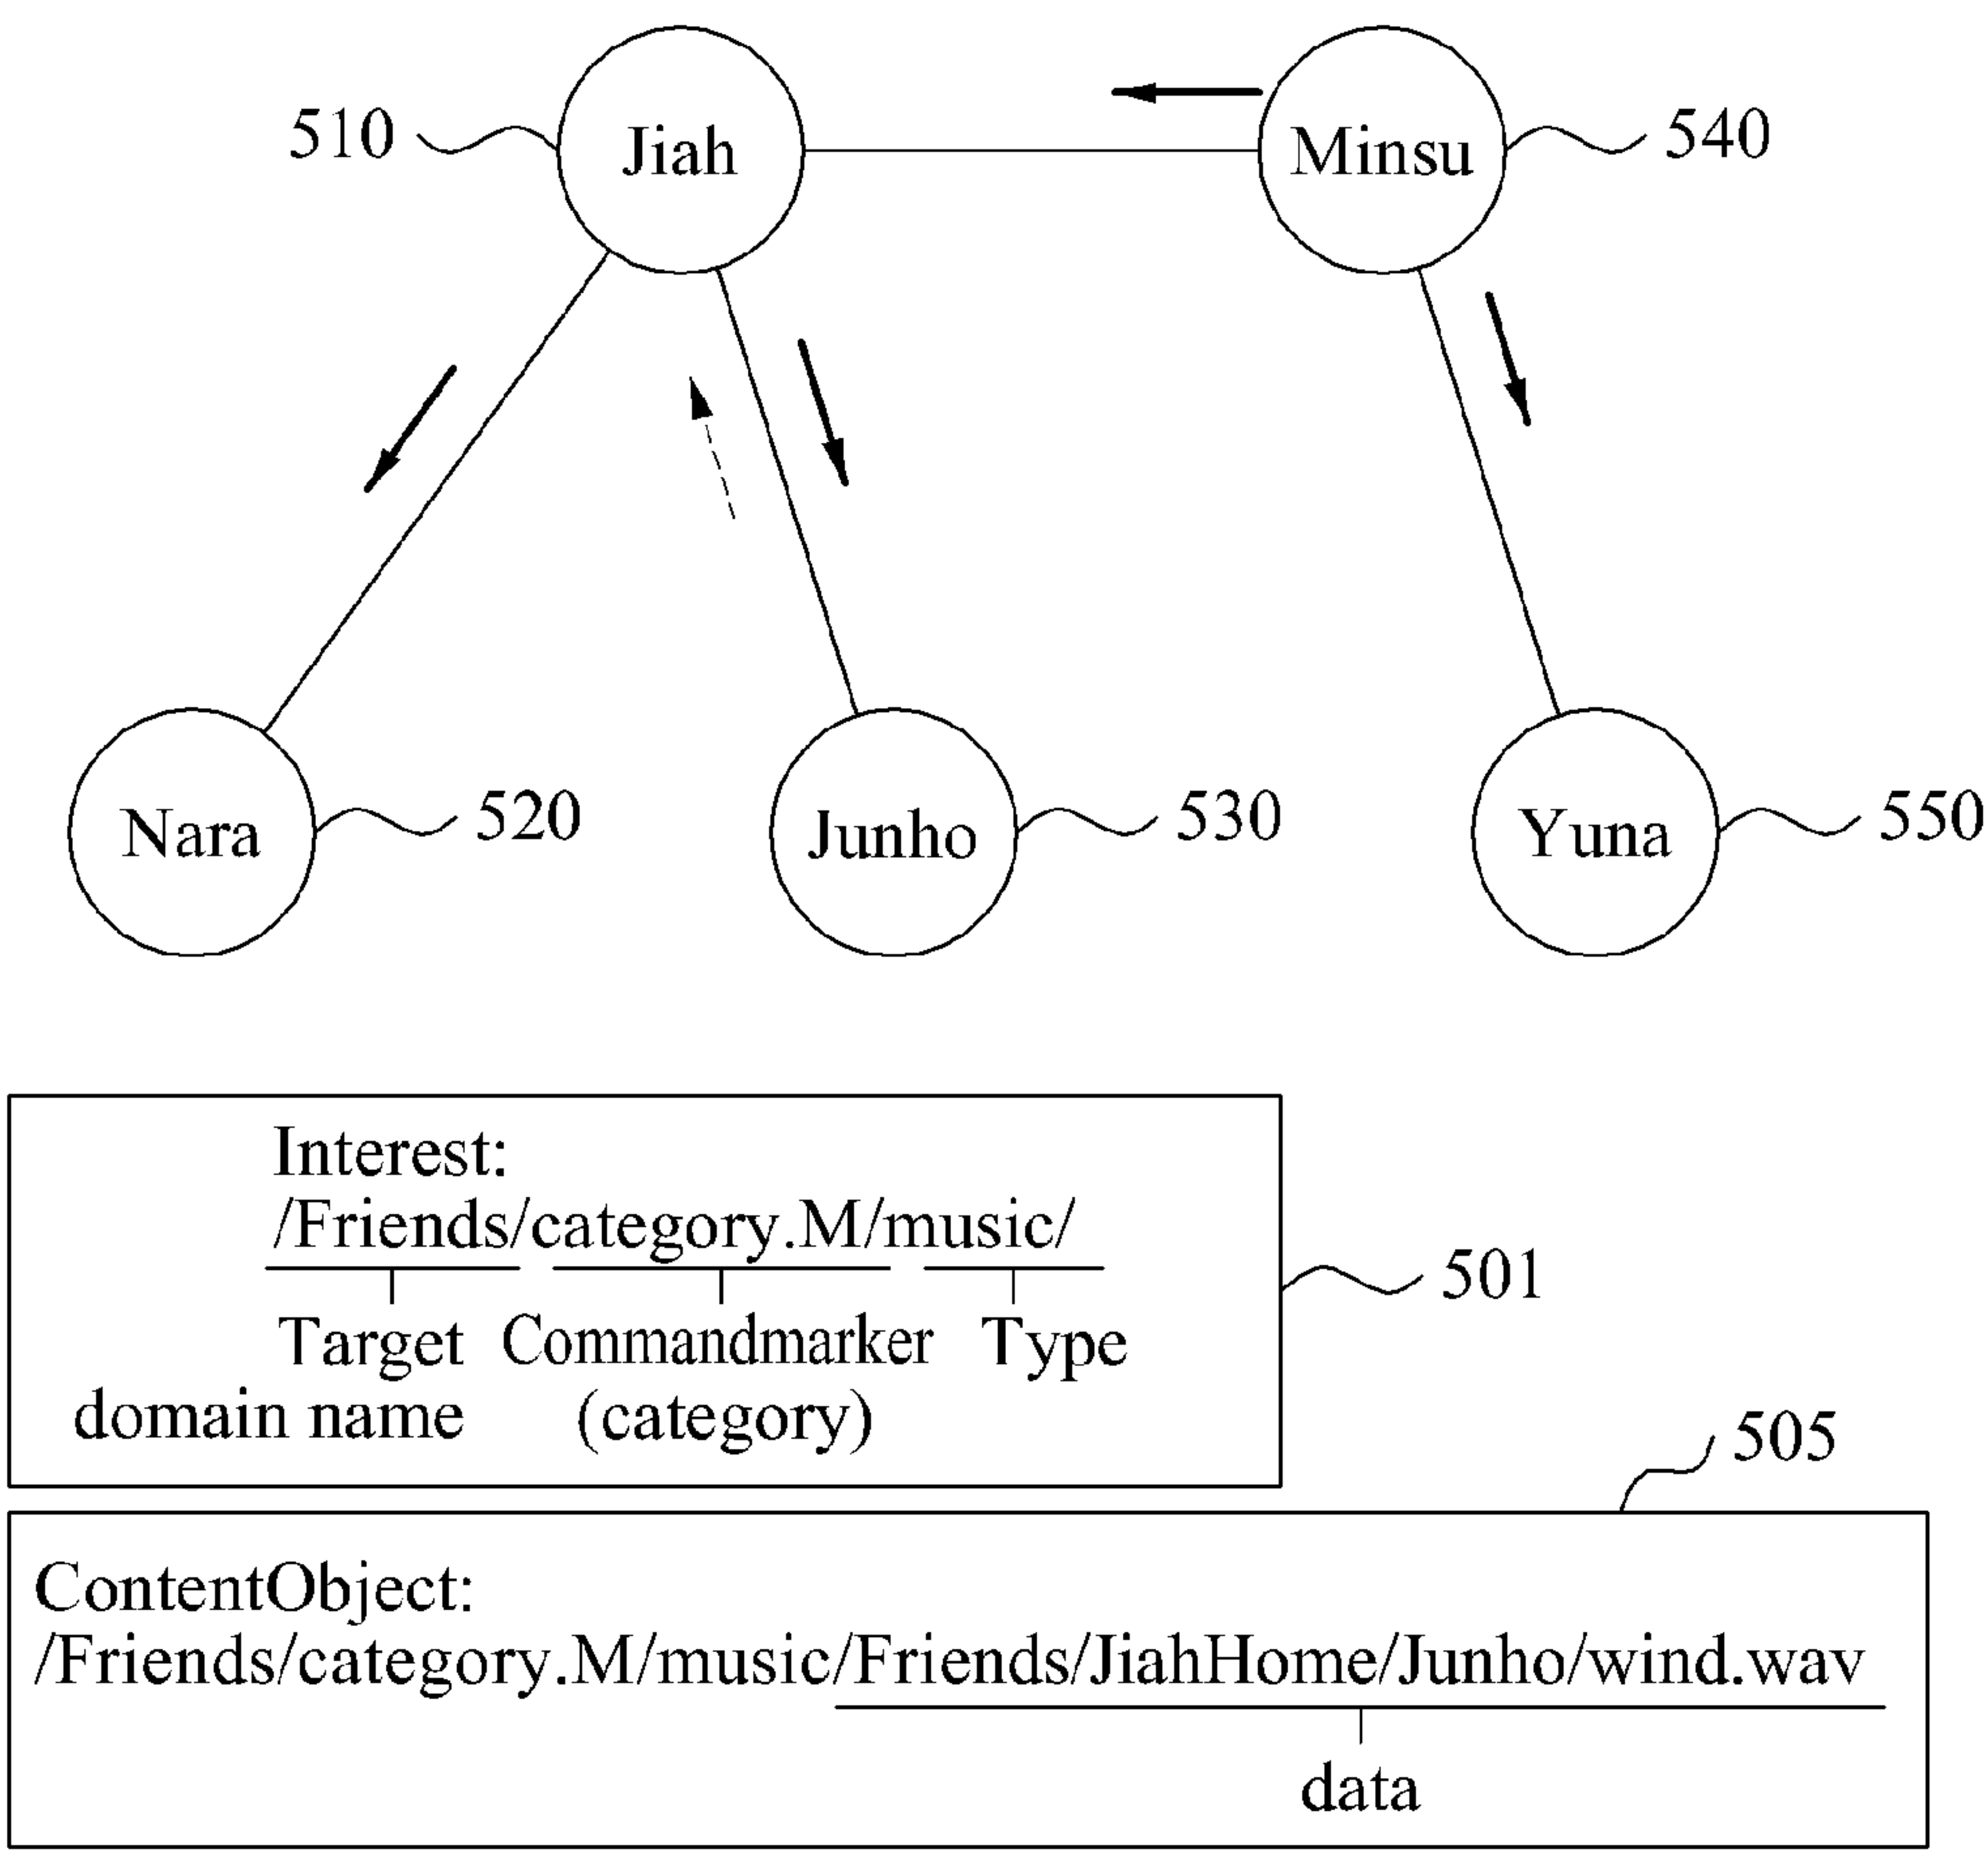 510
Jiah
Minsu
540
Nara
520
Junho
530
Yuna
550
Interest:
/Friends/category.M/music/
Target
domain name
Commandmarker
(category)
Type
501
505
ContentObject:
/Friends/category.M/music/Friends/JiahHome/Junho/wind.wav
data